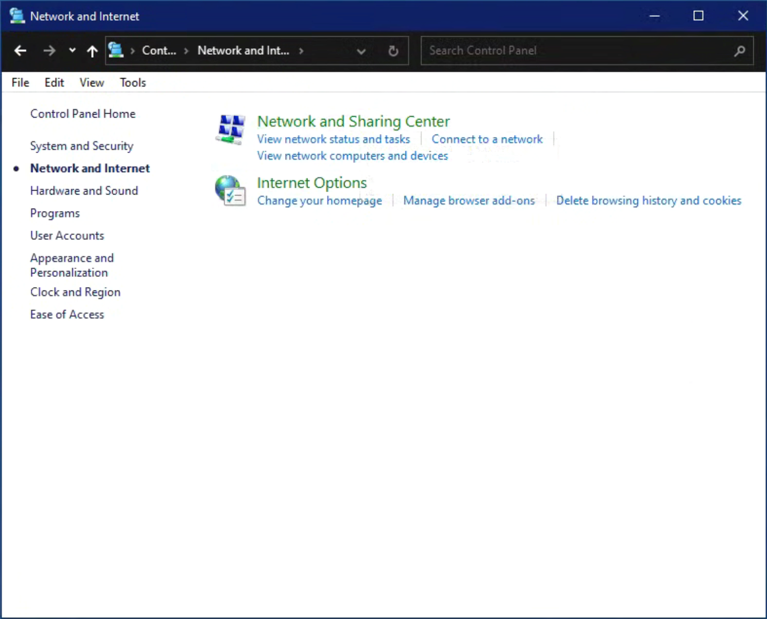 Network and Internet
Cont... Network and Int...
Search Control Panel
File Edit View Tools
Control Panel Home
System and Security
Network and Internet
Hardware and Sound
Programs
User Accounts
Appearance and
Personalization
Clock and Region
Ease of Access
Network and Sharing Center
View network status and tasks Connect to a network
View network computers and devices
Internet Options
Change your homepage Manage browser add-ons Delete browsing history and cookies